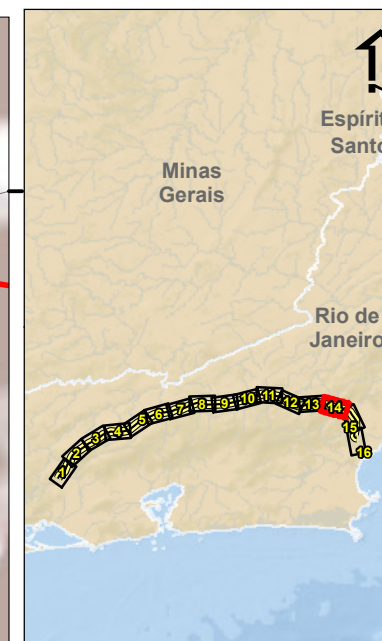 Espírit
Santo
Minas
Gerais
Rio de
Janeiro
1 2 3 4 5 6 7 8 9 10 11 12 13 14
15
16